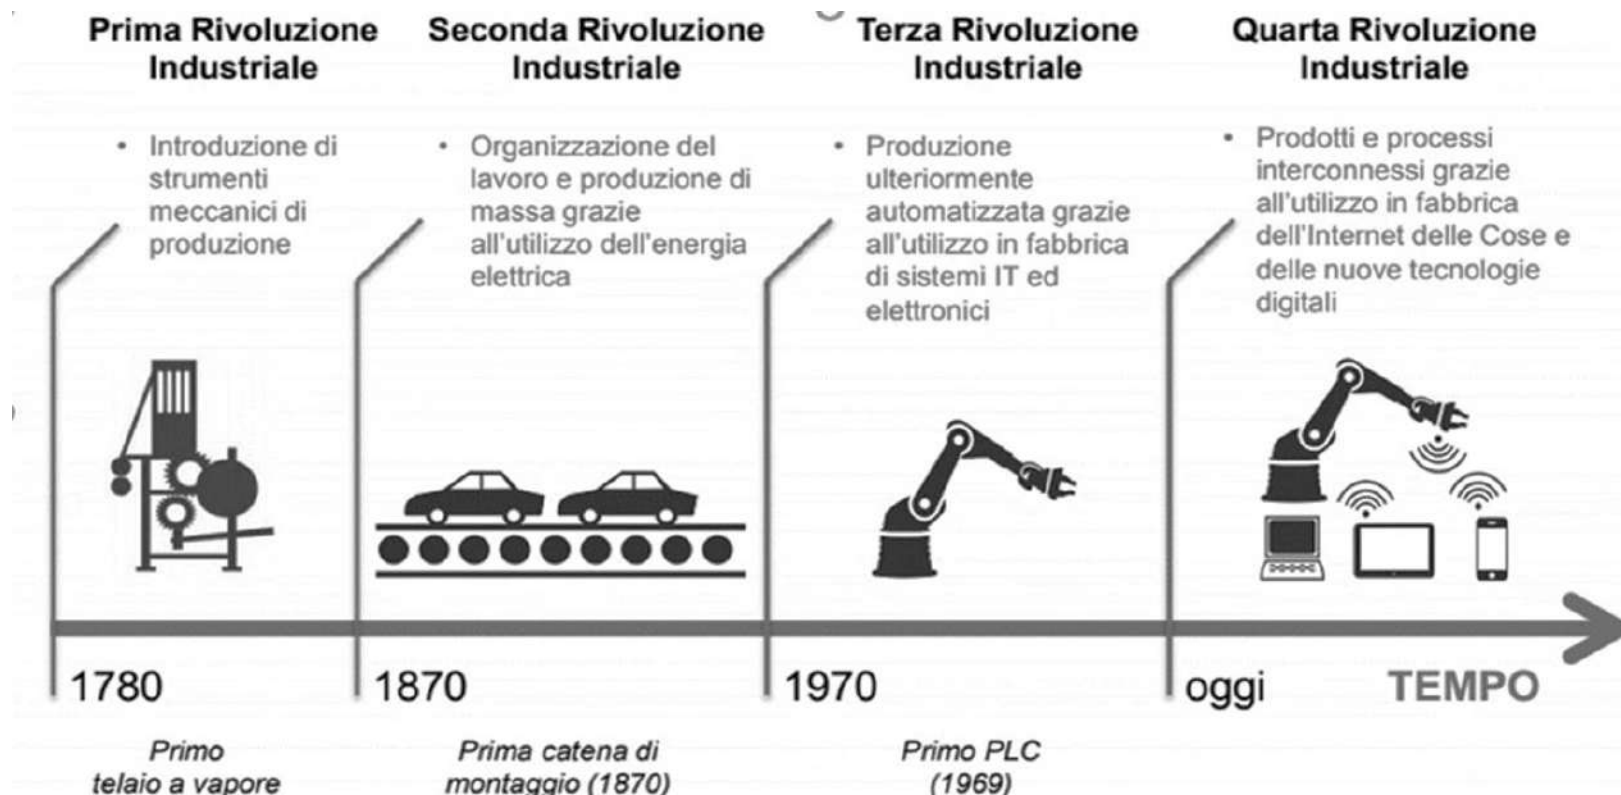 Prima Rivoluzione
Industriale
Seconda Rivoluzione
Industriale
Terza Rivoluzione
Industriale
Quarta Rivoluzione
Industriale
• Introduzione di
strumenti
meccanici di
produzione
• Organizzazione del
lavoro e produzione di
massa grazie
all'utilizzo dell'energia
elettrica
• Produzione
ulteriormente
automatizzata grazie
all'utilizzo in fabbrica
di sistemi IT ed
elettronici
• Prodotti e processi
interconnessi grazie
all'utilizzo in fabbrica
dell'Internet delle Cose e
delle nuove tecnologie
digitali
1780
1870
1970
oggi
TEMPO
Primo
telaio a vapore
Prima catena di
montaggio (1870)
Primo PLC
(1969)